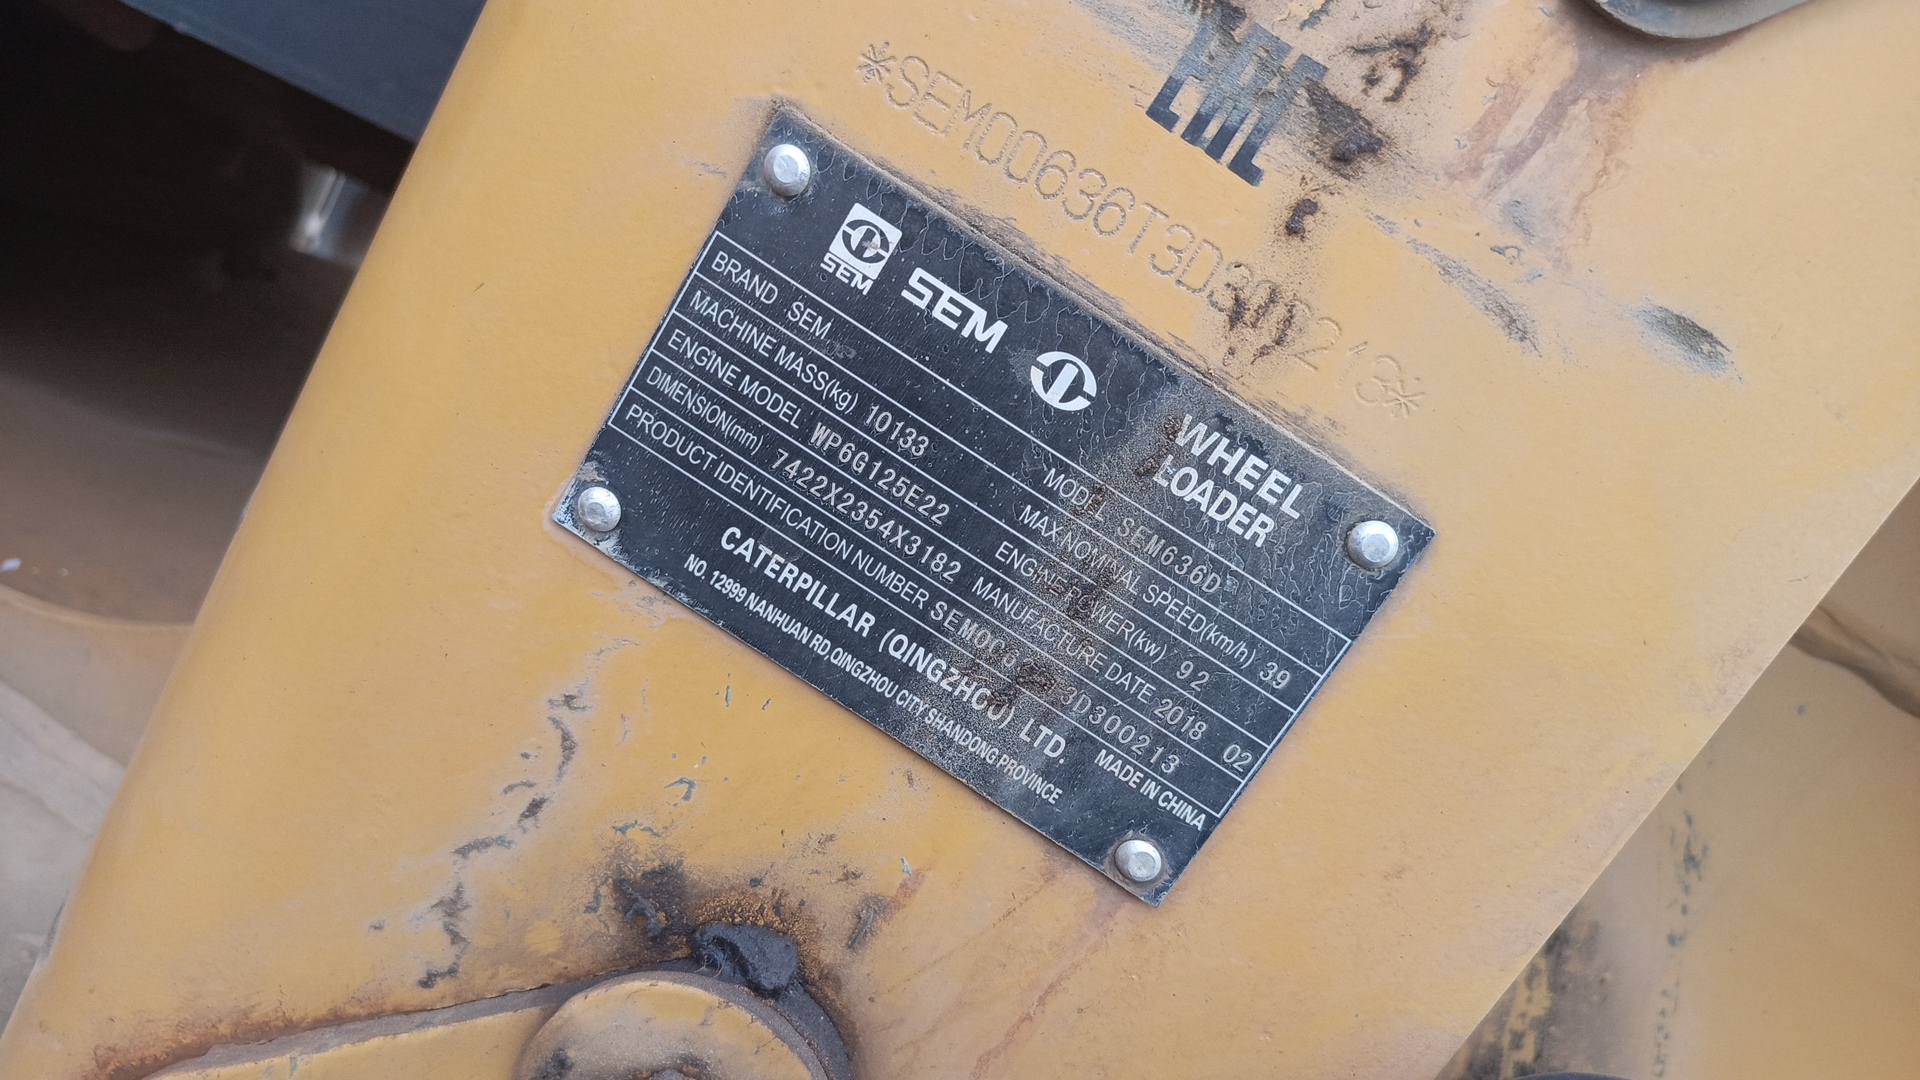 *SEM00636T3D300213*
SEM
SEM
WHEEL
LOADER
BRAND SEM MODEL SEM636D
MACHINE MASS(kg) 10133 MAX NOMINAL SPEED(km/h) 39
ENGINE MODEL WP6G125E22 ENGINE POWER(kw) 92
DIMENSION(mm) 7422X2354X3182 MANUFACTURE DATE 2018 02
PRODUCT IDENTIFICATION NUMBER SEM00636T3D300213
CATERPILLAR (QINGZHOU) LTD. MADE IN CHINA
NO. 12999 NANHUAN RD,QINGZHOU CITY,SHANDONG PROVINCE